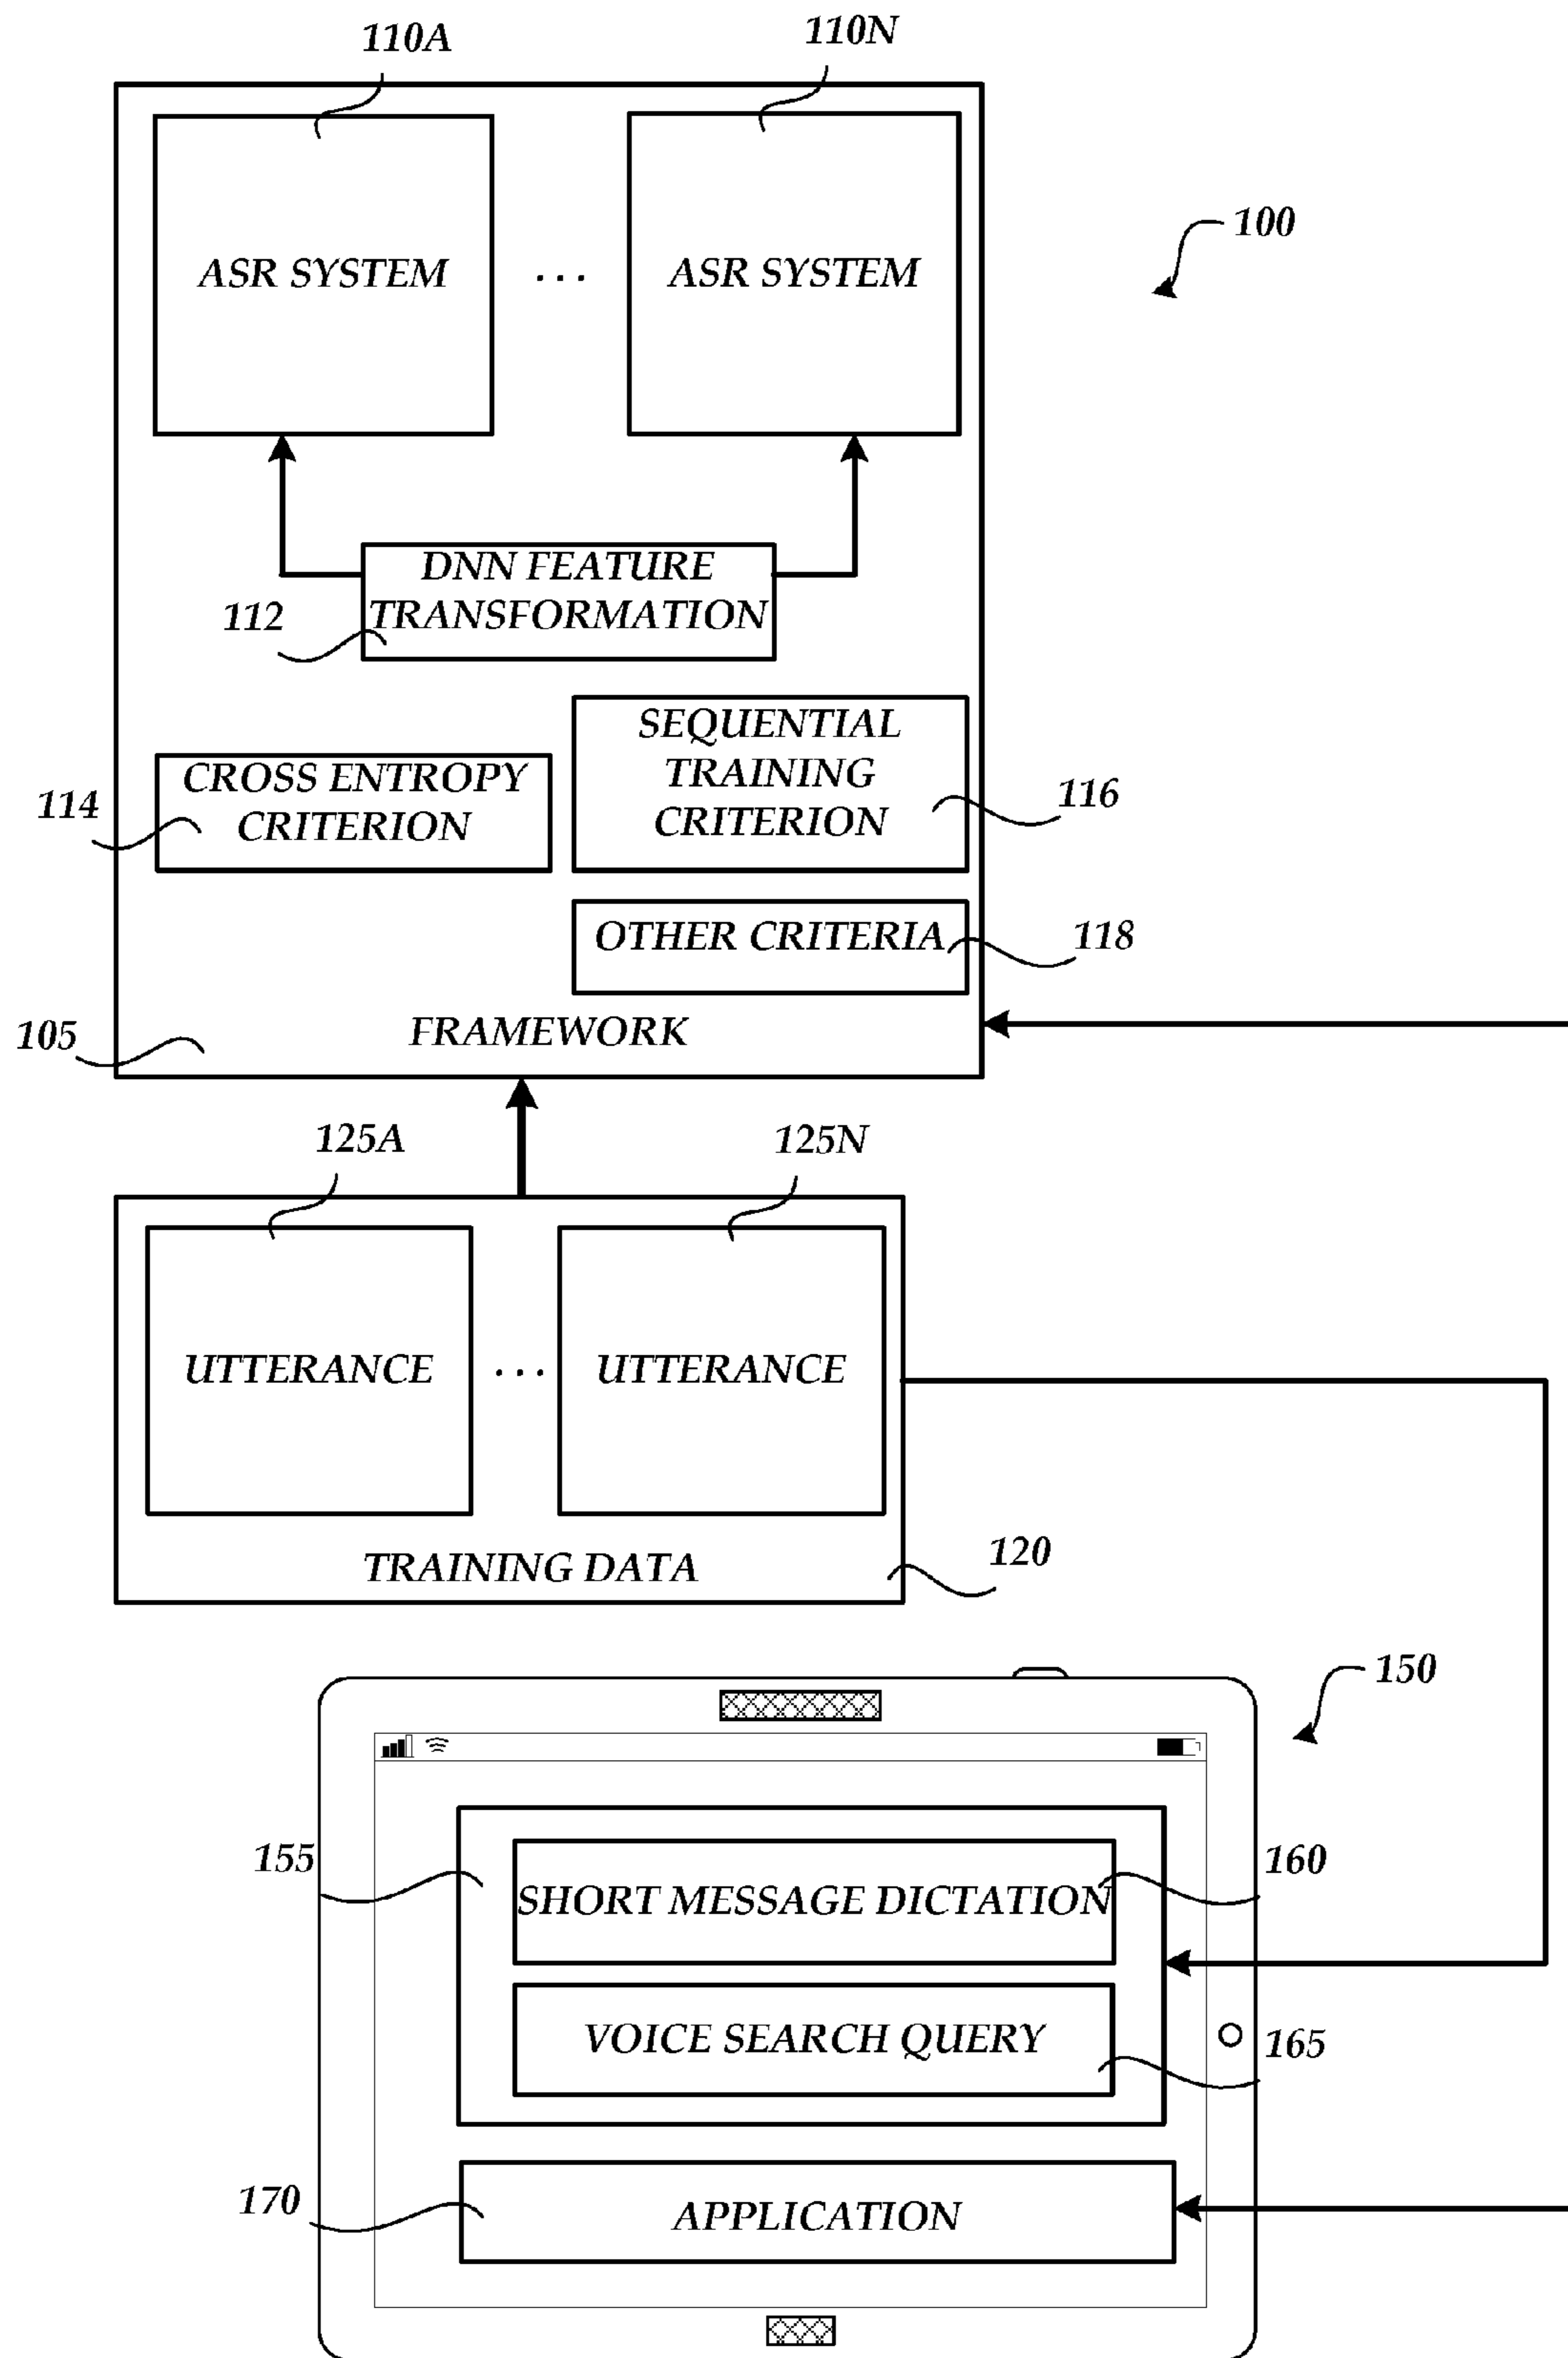 110A
110N
ASR SYSTEM
...
ASR SYSTEM
100
DNN FEATURE
TRANSFORMATION
112
SEQUENTIAL
TRAINING
CRITERION
CROSS ENTROPY
CRITERION
114
116
OTHER CRITERIA
118
FRAMEWORK
105
125A
125N
UTTERANCE
...
UTTERANCE
TRAINING DATA
120
150
155
SHORT MESSAGE DICTATION
160
VOICE SEARCH QUERY
165
170
APPLICATION